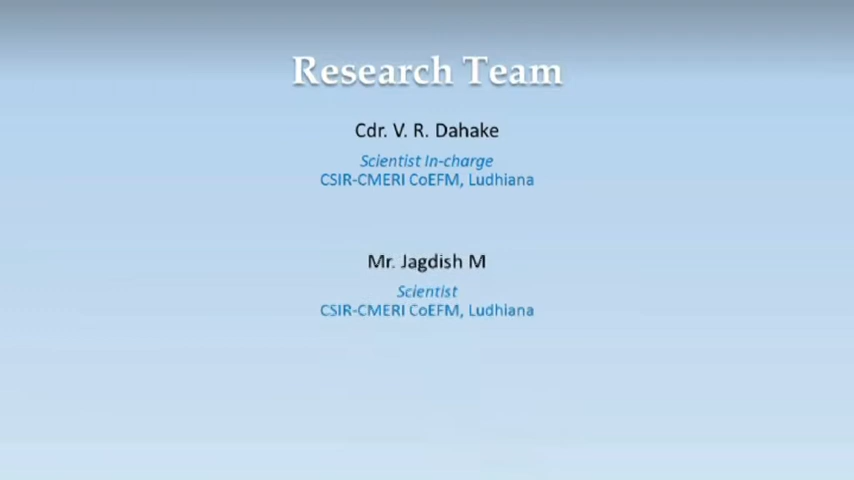 Research Team
Cdr. V. R. Dahake
Scientist In-charge
CSIR-CMERI CoEFM, Ludhiana
Mr. Jagdish M
Scientist
CSIR-CMERI CoEFM, Ludhiana